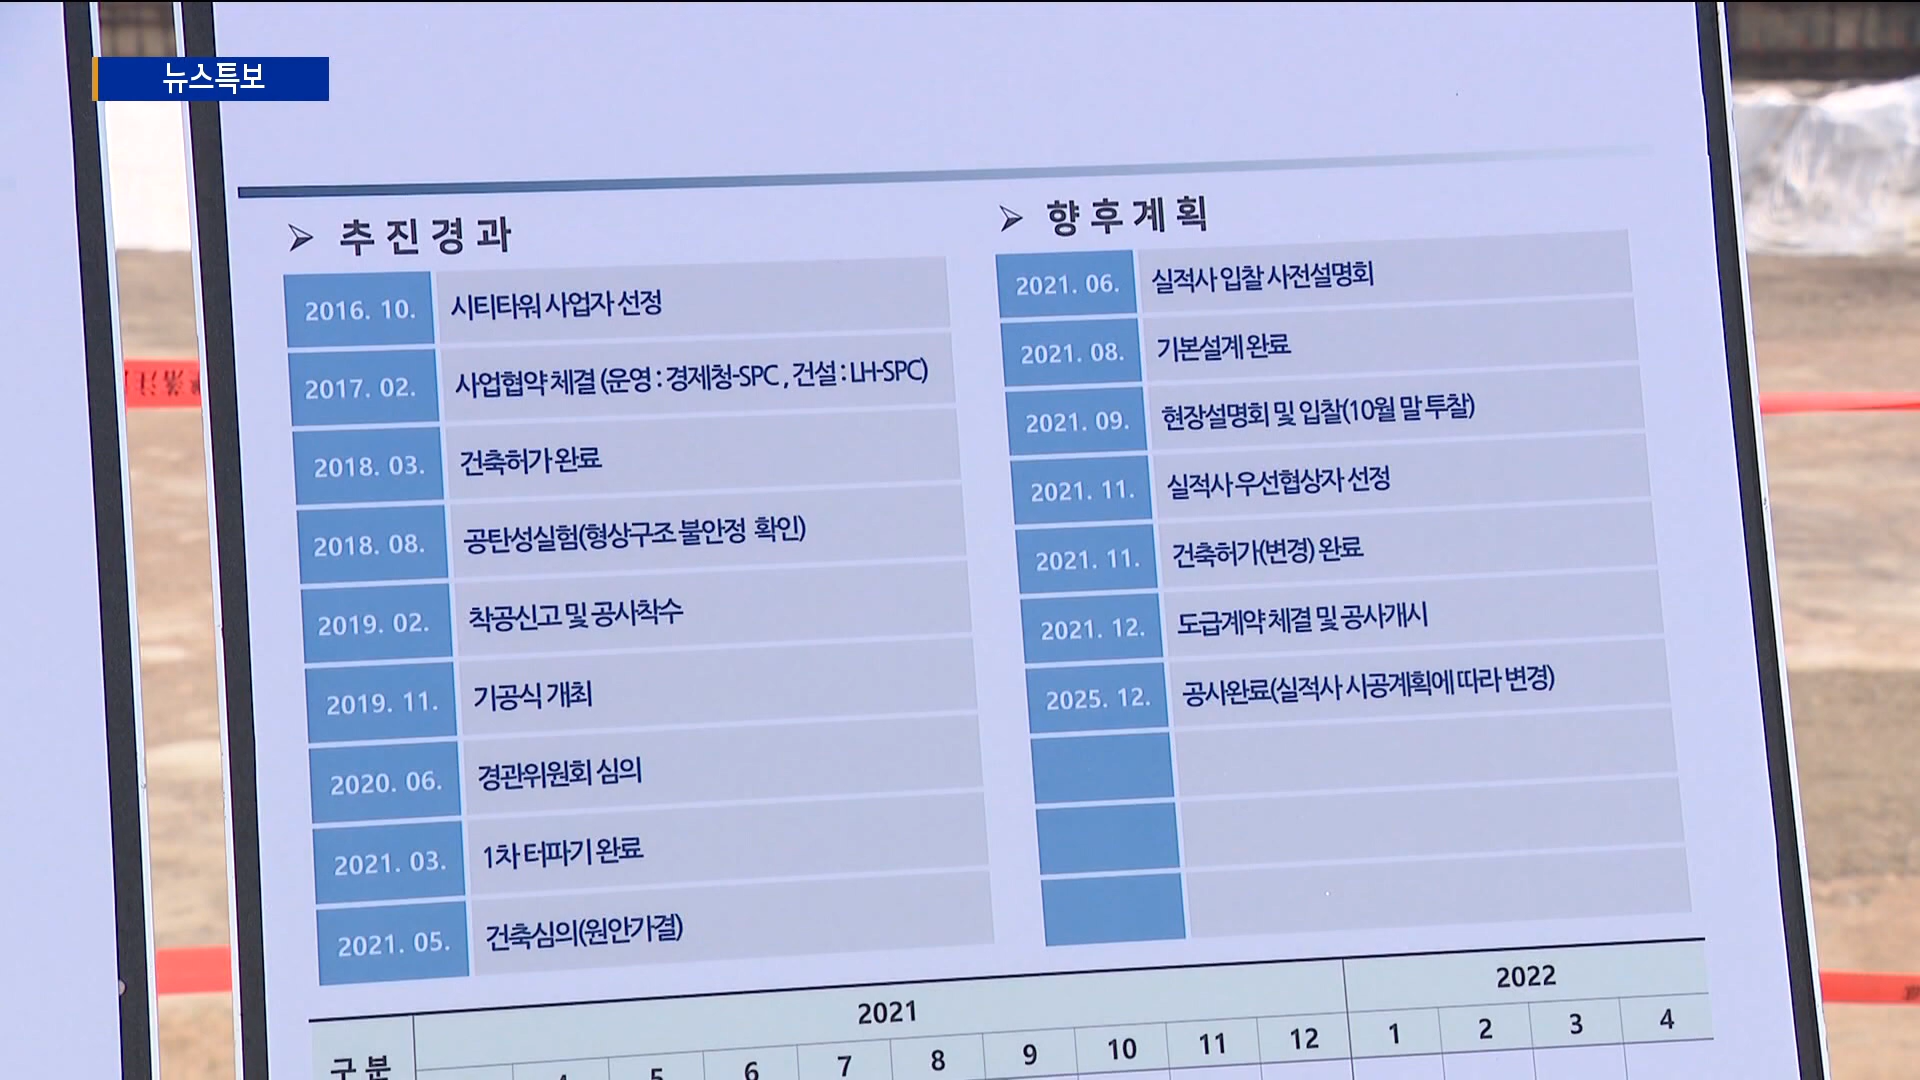 뉴스특보
➢ 추진경과
2016. 10. 시티타워 사업자 선정
2017. 02. 사업협약 체결 (운영 : 경제청-SPC , 건설 : LH-SPC)
2018. 03. 건축허가 완료
2018. 08. 공탄성실험(형상구조 불안정 확인)
2019. 02. 착공신고 및 공사착수
2019. 11. 기공식 개최
2020. 06. 경관위원회 심의
2021. 03. 1차 터파기 완료
2021. 05. 건축심의(원안가결)
➢ 향후계획
2021. 06. 실적사 입찰 사전설명회
2021. 08. 기본설계 완료
2021. 09. 현장설명회 및 입찰(10월 말 투찰)
2021. 11. 실적사 우선협상자 선정
2021. 11. 건축허가(변경) 완료
2021. 12. 도급계약 체결 및 공사개시
2025. 12. 공사완료(실적사 시공계획에 따라 변경)
구분 2021 2022
4 5 6 7 8 9 10 11 12 1 2 3 4